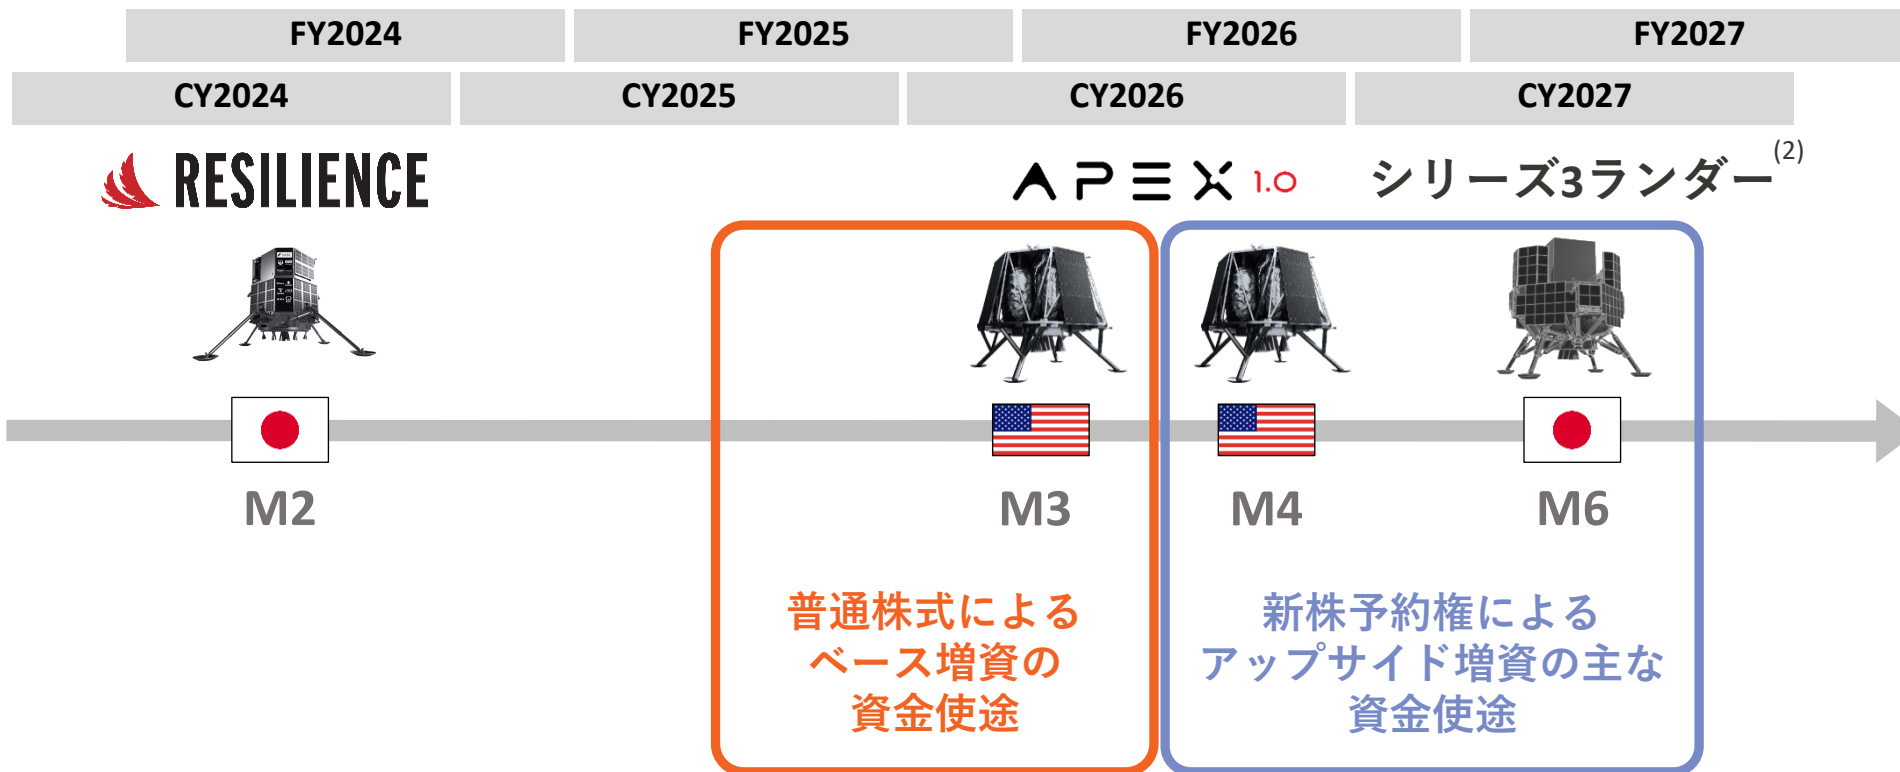 FY2024
FY2025
FY2026
FY2027
CY2024
CY2025
CY2026
CY2027
RESILIENCE
APEX 1.0
シリーズ3ランダー(2)
M2
M3
M4
M6
普通株式による
ベース増資の
資金使途
新株予約権による
アップサイド増資の主な
資金使途